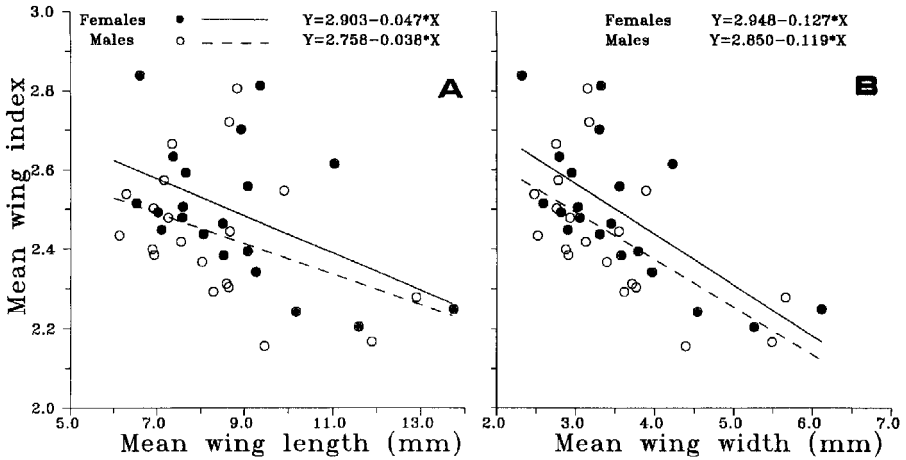 Females Y=2.903-0.047*X
Males Y=2.758-0.038*X
Females Y=2.948-0.127*X
Males Y=2.850-0.119*X
A
B
Mean wing index
3.0
2.8
2.6
2.4
2.2
2.0
5.0 7.0 9.0 11.0 13.0
2.0 3.0 4.0 5.0 6.0 7.0
Mean wing length (mm)
Mean wing width (mm)